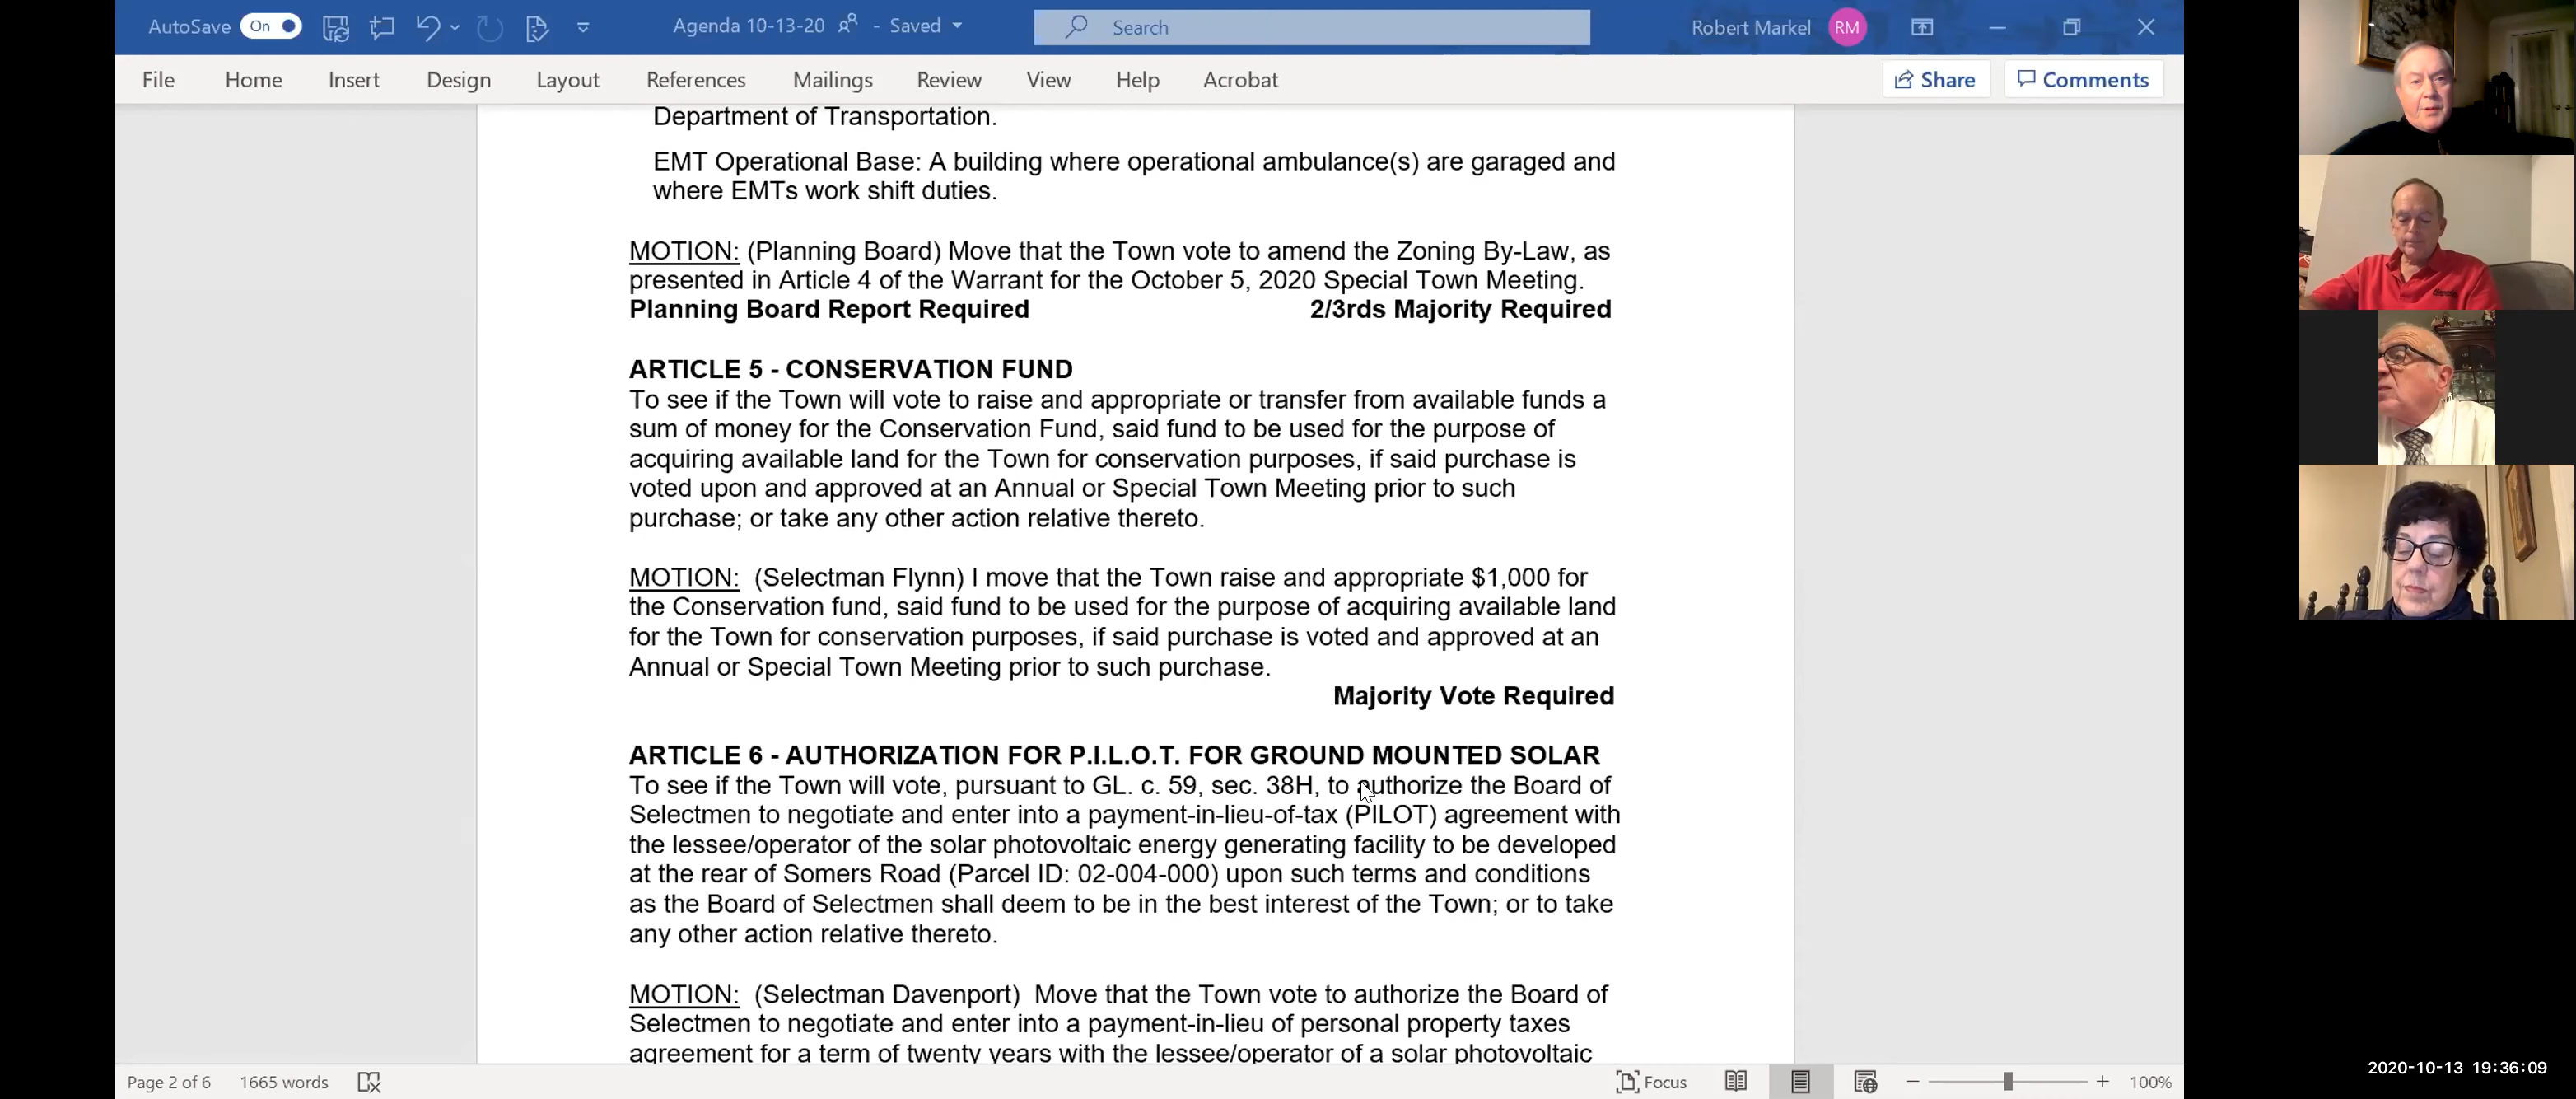 AutoSave On Agenda 10-13-20 - Saved Search Robert Markel RM
File Home Insert Design Layout References Mailings Review View Help Acrobat Share Comments
Department of Transportation.
EMT Operational Base: A building where operational ambulance(s) are garaged and
where EMTs work shift duties.
MOTION: (Planning Board) Move that the Town vote to amend the Zoning By-Law, as
presented in Article 4 of the Warrant for the October 5, 2020 Special Town Meeting.
Planning Board Report Required 2/3rds Majority Required
ARTICLE 5 - CONSERVATION FUND
To see if the Town will vote to raise and appropriate or transfer from available funds a
sum of money for the Conservation Fund, said fund to be used for the purpose of
acquiring available land for the Town for conservation purposes, if said purchase is
voted upon and approved at an Annual or Special Town Meeting prior to such
purchase; or take any other action relative thereto.
MOTION: (Selectman Flynn) I move that the Town raise and appropriate $1,000 for
the Conservation fund, said fund to be used for the purpose of acquiring available land
for the Town for conservation purposes, if said purchase is voted and approved at an
Annual or Special Town Meeting prior to such purchase.
Majority Vote Required
ARTICLE 6 - AUTHORIZATION FOR P.I.L.O.T. FOR GROUND MOUNTED SOLAR
To see if the Town will vote, pursuant to GL. c. 59, sec. 38H, to authorize the Board of
Selectmen to negotiate and enter into a payment-in-lieu-of-tax (PILOT) agreement with
the lessee/operator of the solar photovoltaic energy generating facility to be developed
at the rear of Somers Road (Parcel ID: 02-004-000) upon such terms and conditions
as the Board of Selectmen shall deem to be in the best interest of the Town; or to take
any other action relative thereto.
MOTION: (Selectman Davenport) Move that the Town vote to authorize the Board of
Selectmen to negotiate and enter into a payment-in-lieu of personal property taxes
agreement for a term of twenty years with the lessee/operator of a solar photovoltaic
Page 2 of 6 1665 words Focus 100%
2020-10-13 19:36:09